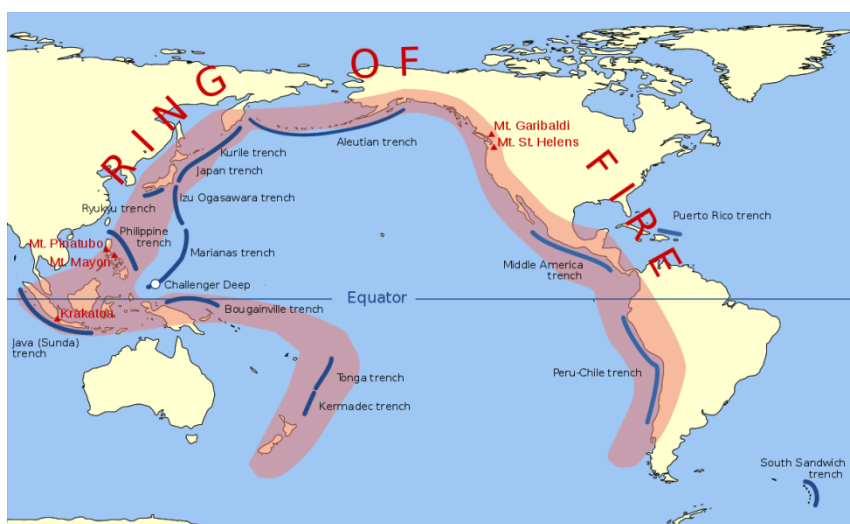 RING OF FIRE
Mt. Garibaldi
Mt. St. Helens
Aleutian trench
Kurile trench
Japan trench
Izu Ogasawara trench
Ryukyu trench
Puerto Rico trench
Philippine
trench
Mt. Pinatubo
Mt. Mayon
Marianas trench
Middle America
trench
Challenger Deep
Equator
Bougainville trench
Krakatoa
Java (Sunda)
trench
Tonga trench
Peru-Chile trench
Kermadec trench
South Sandwich
trench